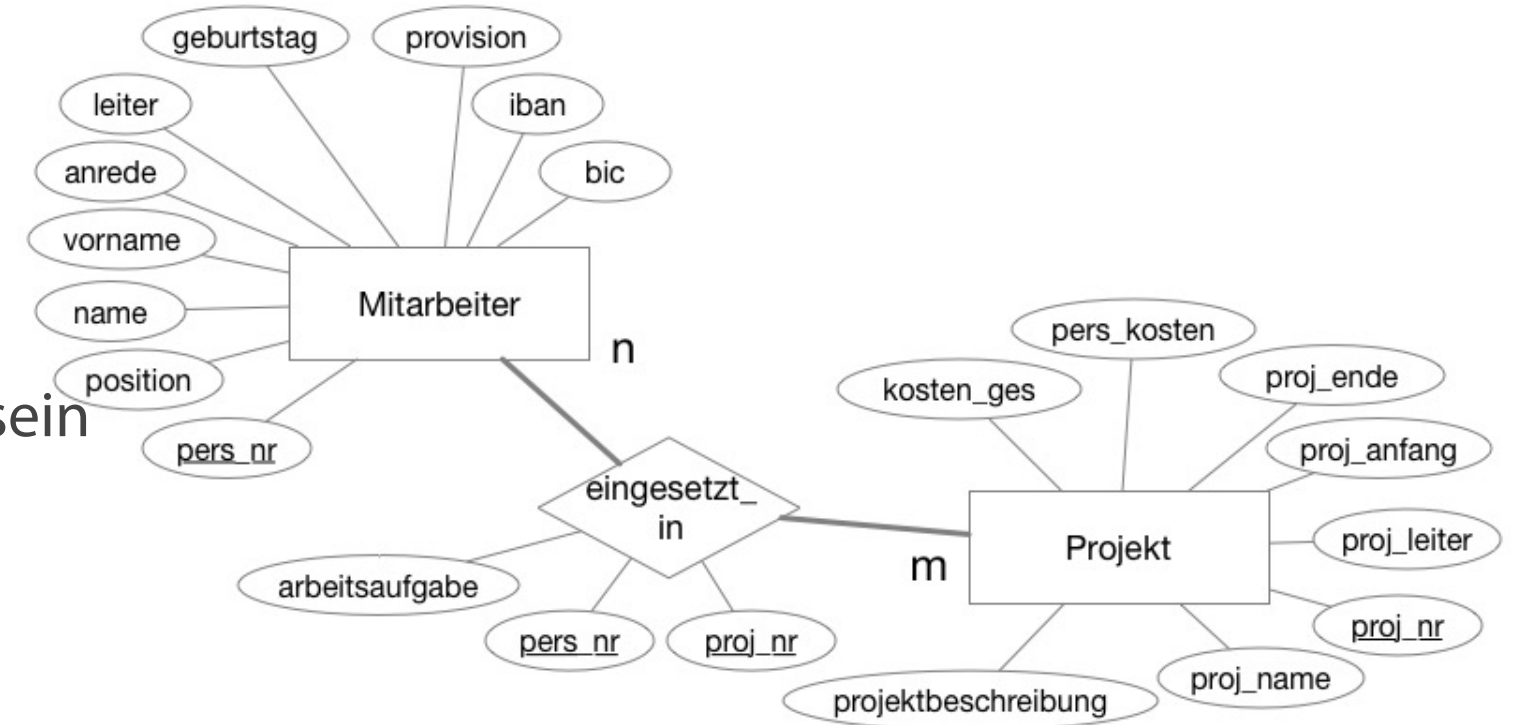 geburtstag
provision
leiter
iban
anrede
bic
vorname
Mitarbeiter
name
n
position
sein
pers_nr
pers_kosten
kosten_ges
proj_ende
proj_anfang
eingesetzt_
in
Projekt
proj_leiter
m
arbeitsaufgabe
pers_nr
proj_nr
proj_nr
proj_name
projektbeschreibung